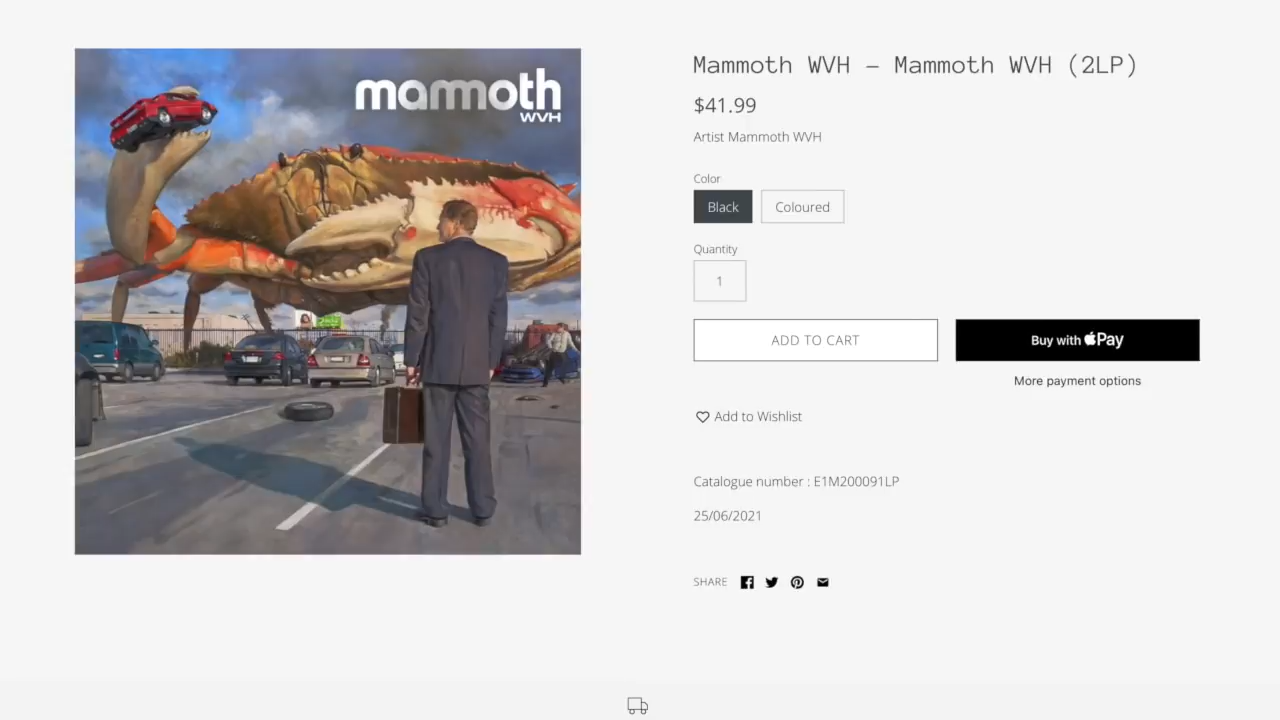 mammoth
WVH
Mammoth WVH – Mammoth WVH (2LP)
$41.99
Artist Mammoth WVH
Color
Black
Coloured
Quantity
1
ADD TO CART
Buy with Pay
More payment options
Add to Wishlist
Catalogue number : E1M200091LP
25/06/2021
SHARE